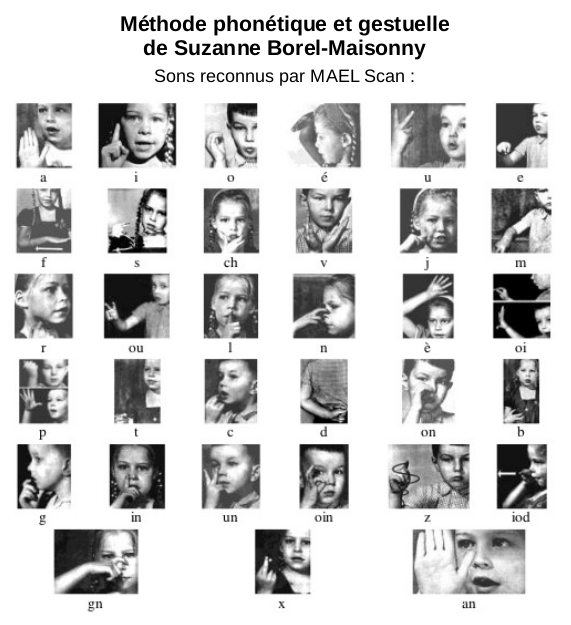 Méthode phonétique et gestuelle
de Suzanne Borel-Maisonny
Sons reconnus par MAEL Scan :
a i o é u e
f s ch v j m
r ou l n è oi
p t c d on b
g in un oin z iod
gn x an